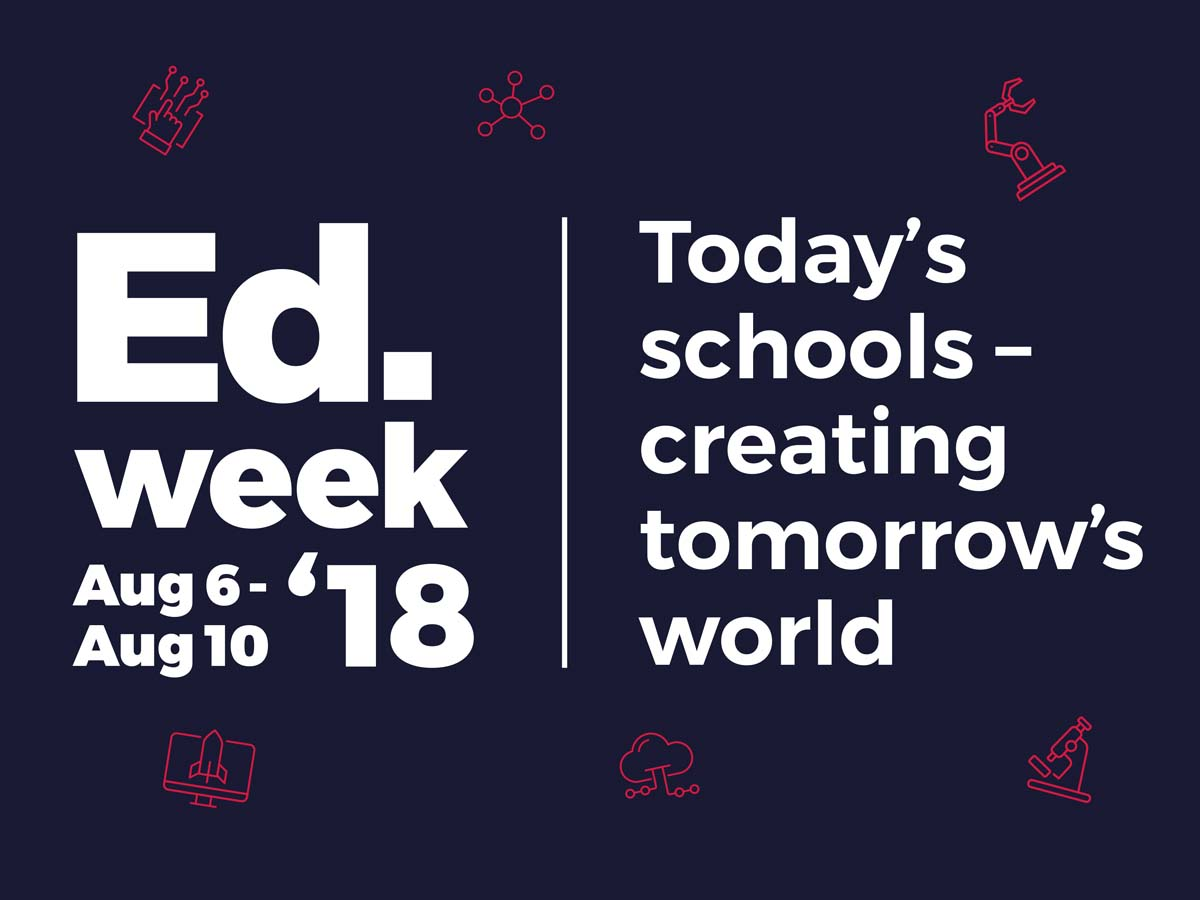 Ed.
week
Aug 6 -
Aug 10
‘18
Today’s
schools –
creating
tomorrow’s
world